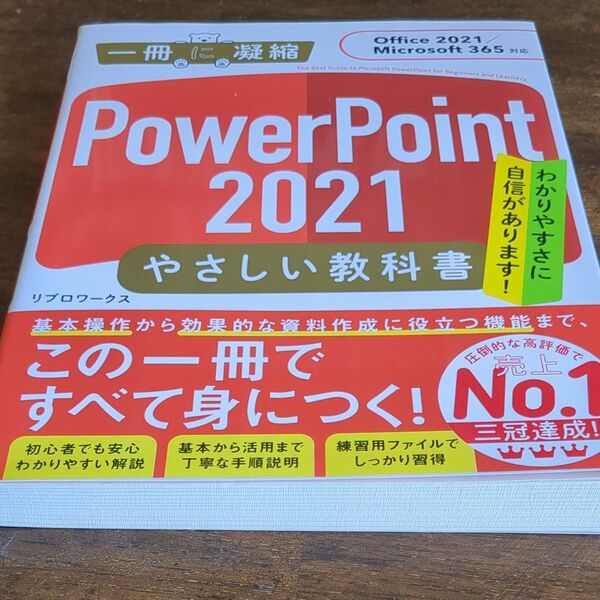 一冊に凝縮
Office 2021/
Microsoft 365 対応
The Best Guide to Microsoft PowerPoint for Beginners and Learners.
PowerPoint
2021
やさしい教科書
わかりやすさに
自信があります!
リブロワークス
基本操作から効果的な資料作成に役立つ機能まで、
この一冊で
すべて身につく!
圧倒的な高評価で
売上
No.1
三冠達成!
初心者でも安心
わかりやすい解説
基本から活用まで
丁寧な手順説明
練習用ファイルで
しっかり習得